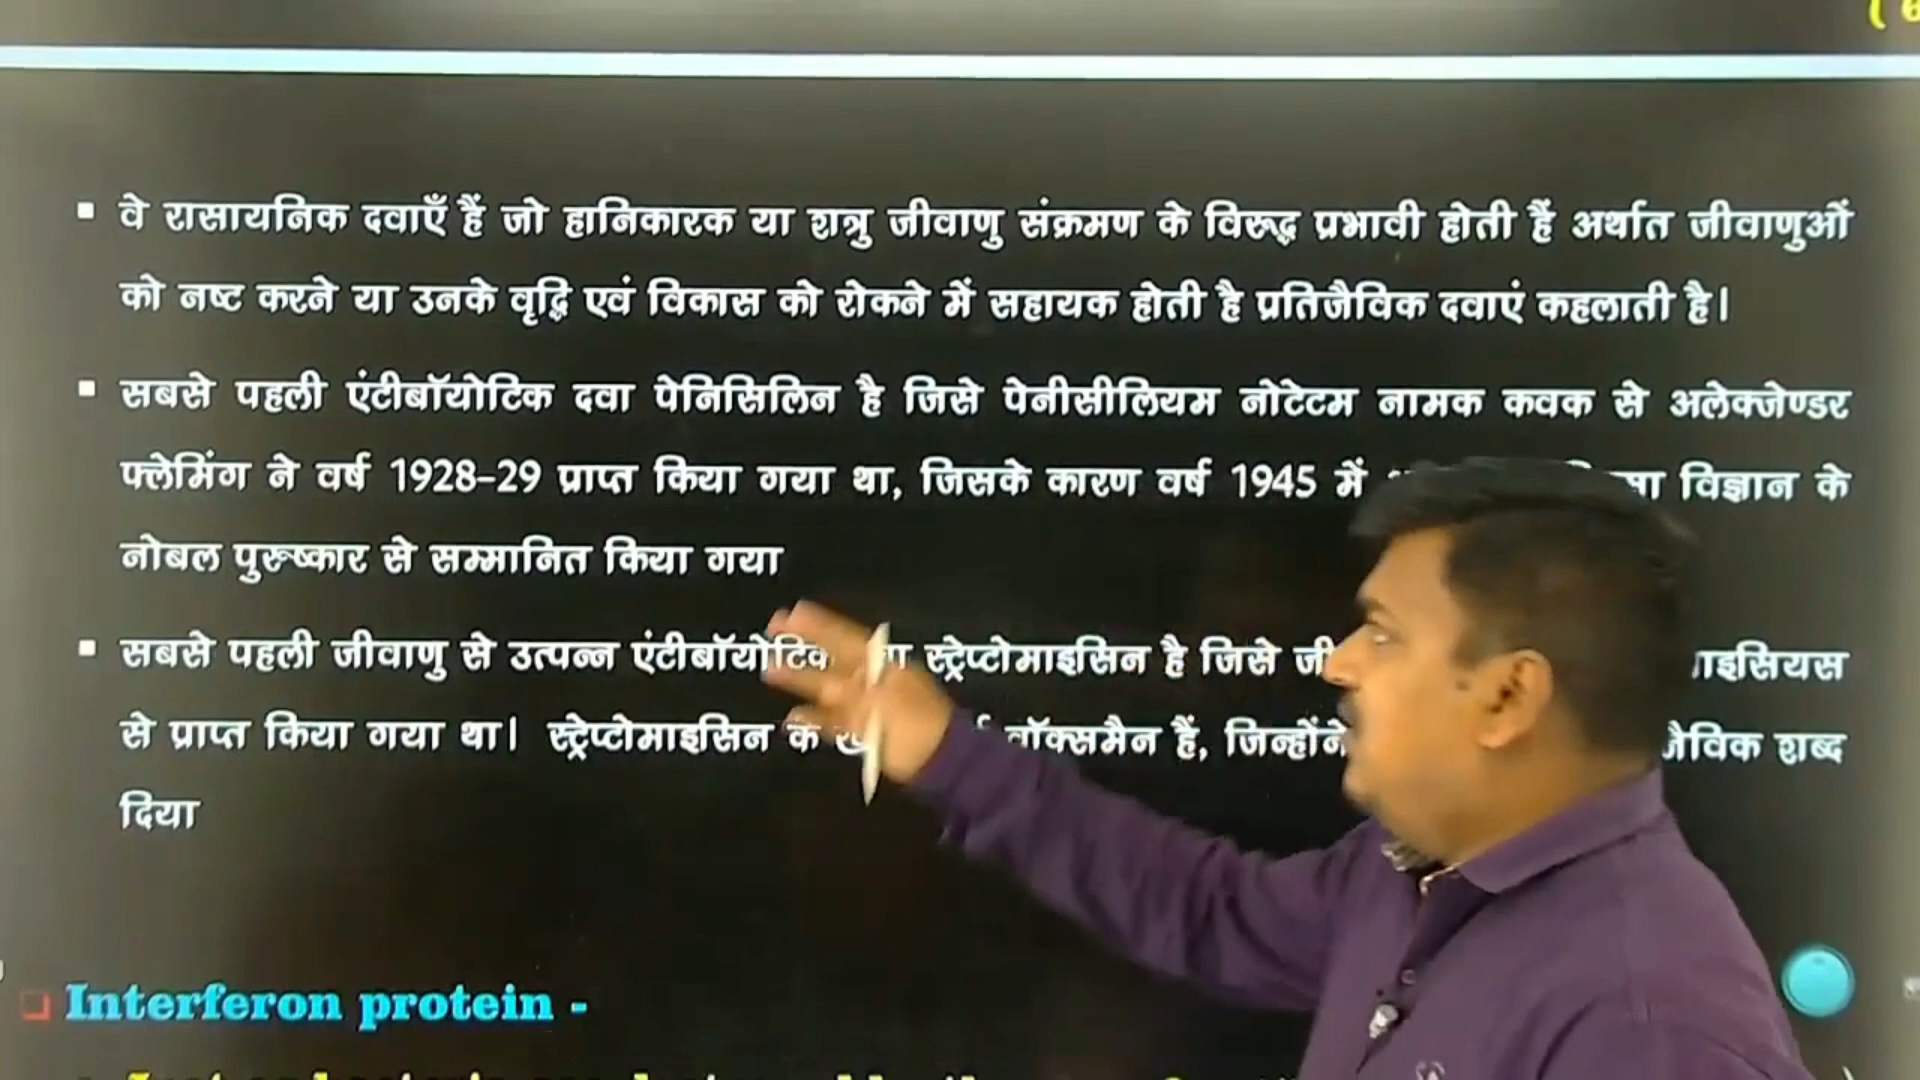 ( 6
वे रासायनिक दवाएँ हैं जो हानिकारक या शत्रु जीवाणु संक्रमण के विरूद्ध प्रभावी होती हैं अर्थात जीवाणुओं
को नष्ट करने या उनके वृद्धि एवं विकास को रोकने में सहायक होती है प्रतिजैविक दवाएं कहलाती है।
सबसे पहली एंटीबॉयोटिक दवा पेनिसिलिन है जिसे पेनीसीलियम नोटेटम नामक कवक से अलेक्जेण्डर
फ्लेमिंग ने वर्ष 1928-29 प्राप्त किया गया था, जिसके कारण वर्ष 1945 में विज्ञान के
नोबल पुरूष्कार से सम्मानित किया गया
सबसे पहली जीवाणु से उत्पन्न एंटीबॉयोटिक स्ट्रेप्टोमाइसिन है जिसे
से प्राप्त किया गया था। स्ट्रेप्टोमाइसिन के वॉक्समैन हैं, जिन्होंने शब्द
दिया
Interferon protein -